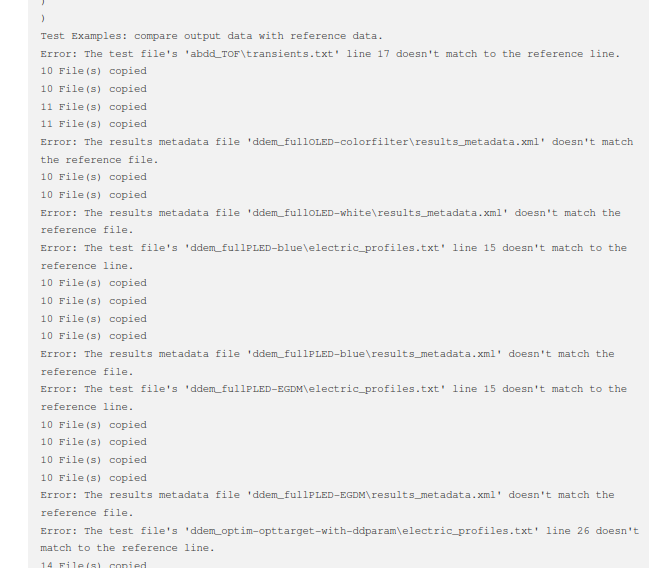 )
)
Test Examples: compare output data with reference data.
Error: The test file's 'abdd_TOF\transients.txt' line 17 doesn't match to the reference line.
10 File(s) copied
10 File(s) copied
11 File(s) copied
11 File(s) copied
Error: The results metadata file 'ddem_fullOLED-colorfilter\results_metadata.xml' doesn't match
the reference file.
10 File(s) copied
10 File(s) copied
Error: The results metadata file 'ddem_fullOLED-white\results_metadata.xml' doesn't match the
reference file.
Error: The test file's 'ddem_fullPLED-blue\electric_profiles.txt' line 15 doesn't match to the
reference line.
10 File(s) copied
10 File(s) copied
10 File(s) copied
10 File(s) copied
Error: The results metadata file 'ddem_fullPLED-blue\results_metadata.xml' doesn't match the
reference file.
Error: The test file's 'ddem_fullPLED-EGDM\electric_profiles.txt' line 15 doesn't match to the
reference line.
10 File(s) copied
10 File(s) copied
10 File(s) copied
10 File(s) copied
Error: The results metadata file 'ddem_fullPLED-EGDM\results_metadata.xml' doesn't match the
reference file.
Error: The test file's 'ddem_optim-opttarget-with-ddparam\electric_profiles.txt' line 26 doesn't
match to the reference line.
14 File(s) copied